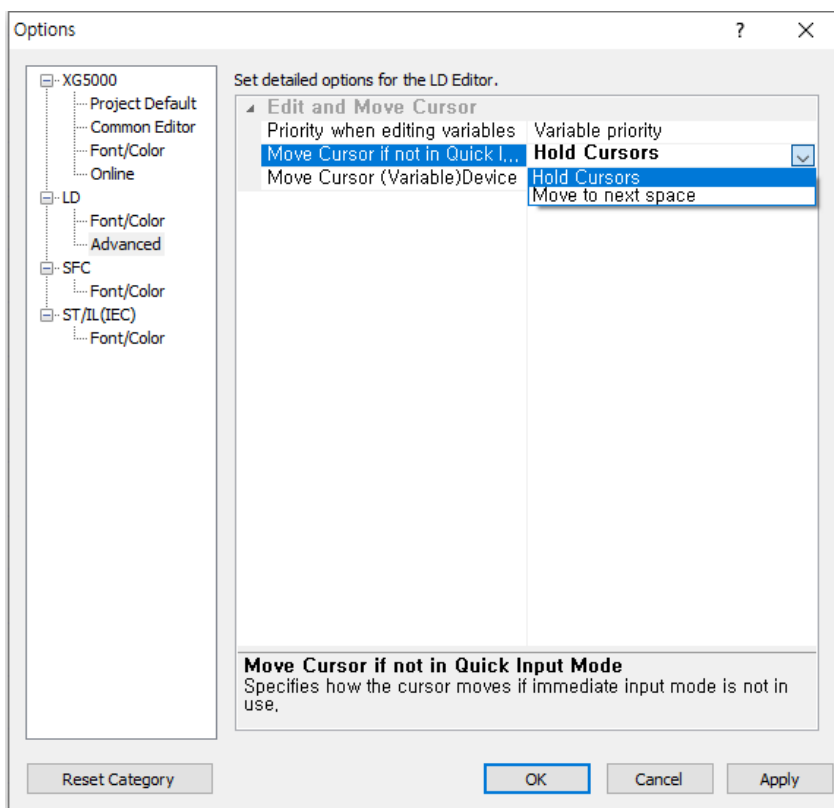 Options
?
XG5000
Project Default
Common Editor
Font/Color
Online
LD
Font/Color
Advanced
SFC
Font/Color
ST/IL(IEC)
Font/Color
Set detailed options for the LD Editor.
Edit and Move Cursor
Priority when editing variables Variable priority
Move Cursor if not in Quick I... Hold Cursors
Move Cursor (Variable)Device
Hold Cursors
Move to next space
Move Cursor if not in Quick Input Mode
Specifies how the cursor moves if immediate input mode is not in
use,
Reset Category OK Cancel Apply